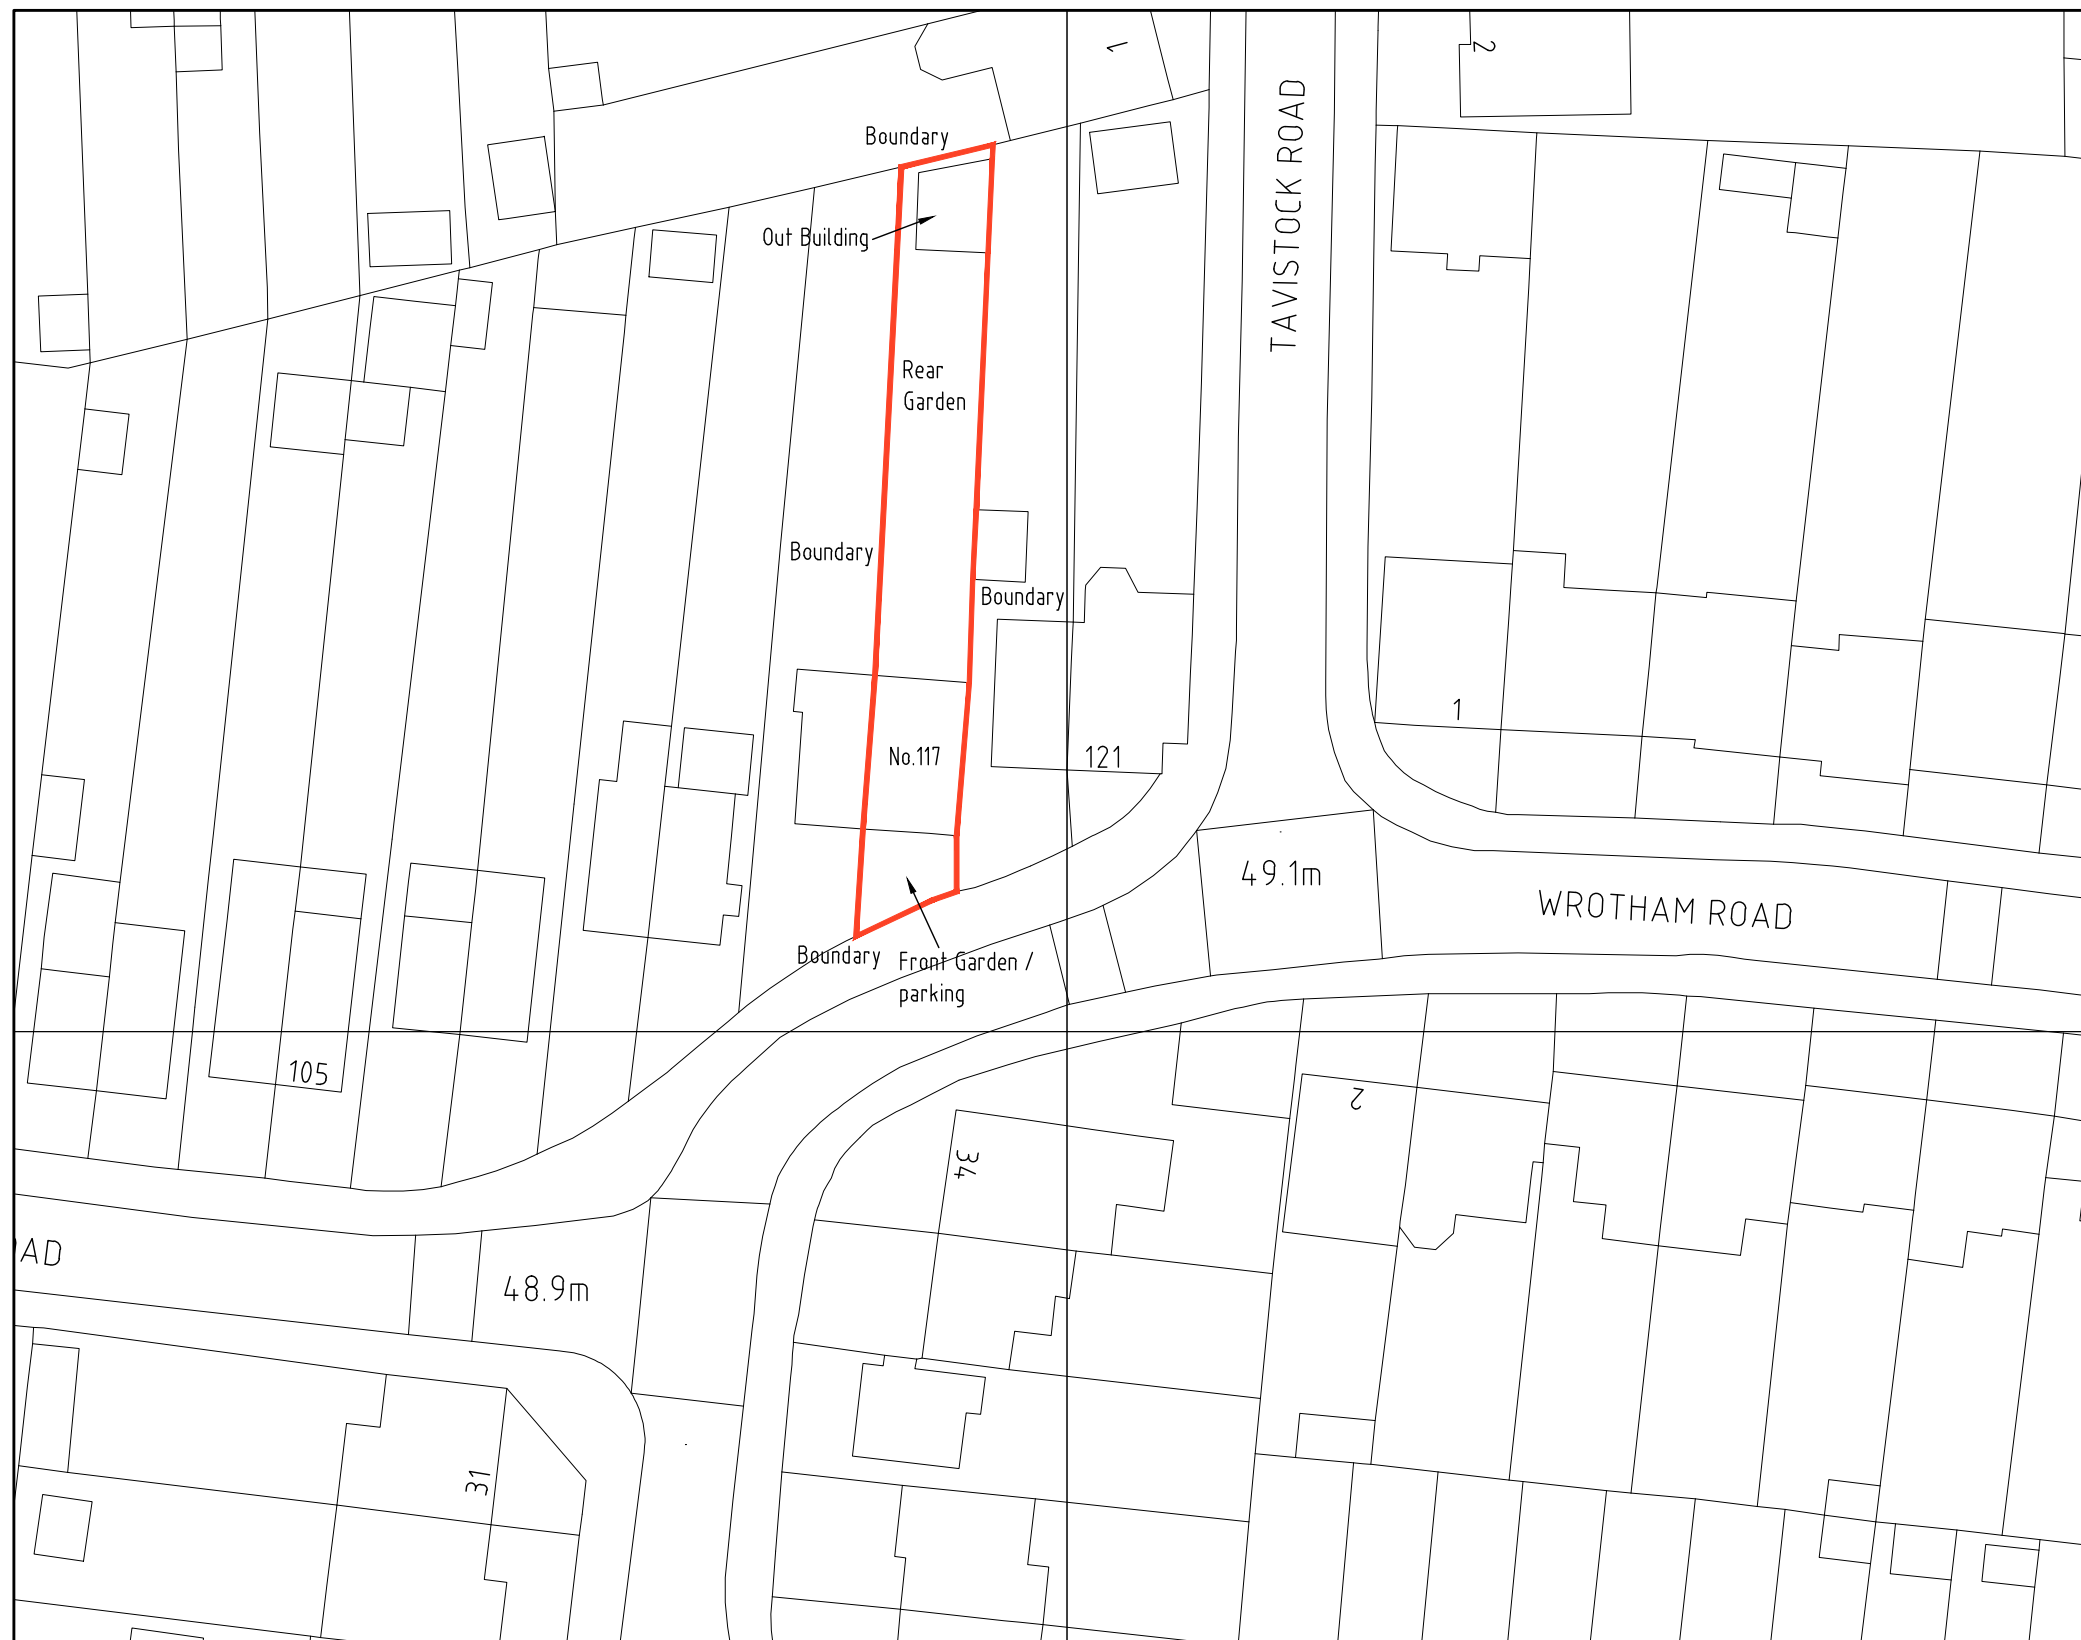 1
2
TAVISTOCK ROAD
Boundary
Out Building
Rear
Garden
Boundary
Boundary
1
No.117
121
49.1m
WROTHAM ROAD
Boundary
Front Garden /
parking
105
2
34
AD
48.9m
31